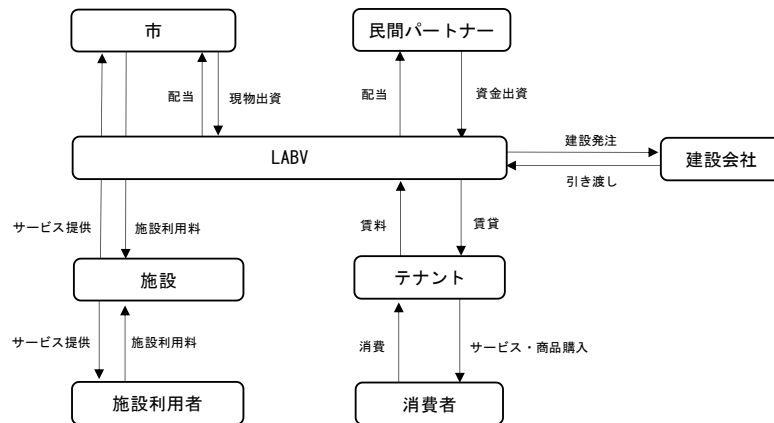 市
民間パートナー
配当
現物出資
配当
資金出資
LABV
建設発注
建設会社
引き渡し
サービス提供
施設利用料
賃料
賃貸
施設
テナント
サービス提供
施設利用料
消費
サービス・商品購入
施設利用者
消費者